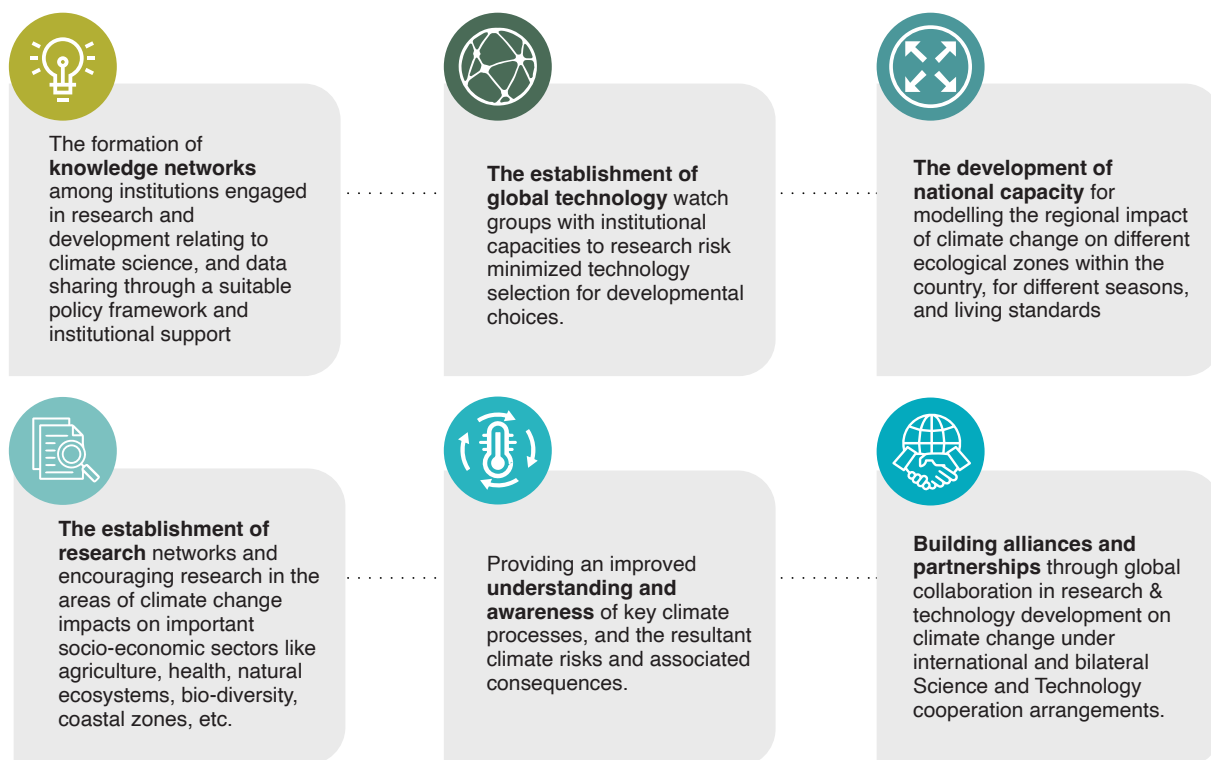 The formation of
knowledge networks
among institutions engaged
in research and
development relating to
climate science, and data
sharing through a suitable
policy framework and
institutional support
The establishment of
global technology watch
groups with institutional
capacities to research risk
minimized technology
selection for developmental
choices.
The development of
national capacity for
modelling the regional impact
of climate change on different
ecological zones within the
country, for different seasons,
and living standards
The establishment of
research networks and
encouraging research in the
areas of climate change
impacts on important
socio-economic sectors like
agriculture, health, natural
ecosystems, bio-diversity,
coastal zones, etc.
Providing an improved
understanding and
awareness of key climate
processes, and the resultant
climate risks and associated
consequences.
Building alliances and
partnerships through global
collaboration in research &
technology development on
climate change under
international and bilateral
Science and Technology
cooperation arrangements.